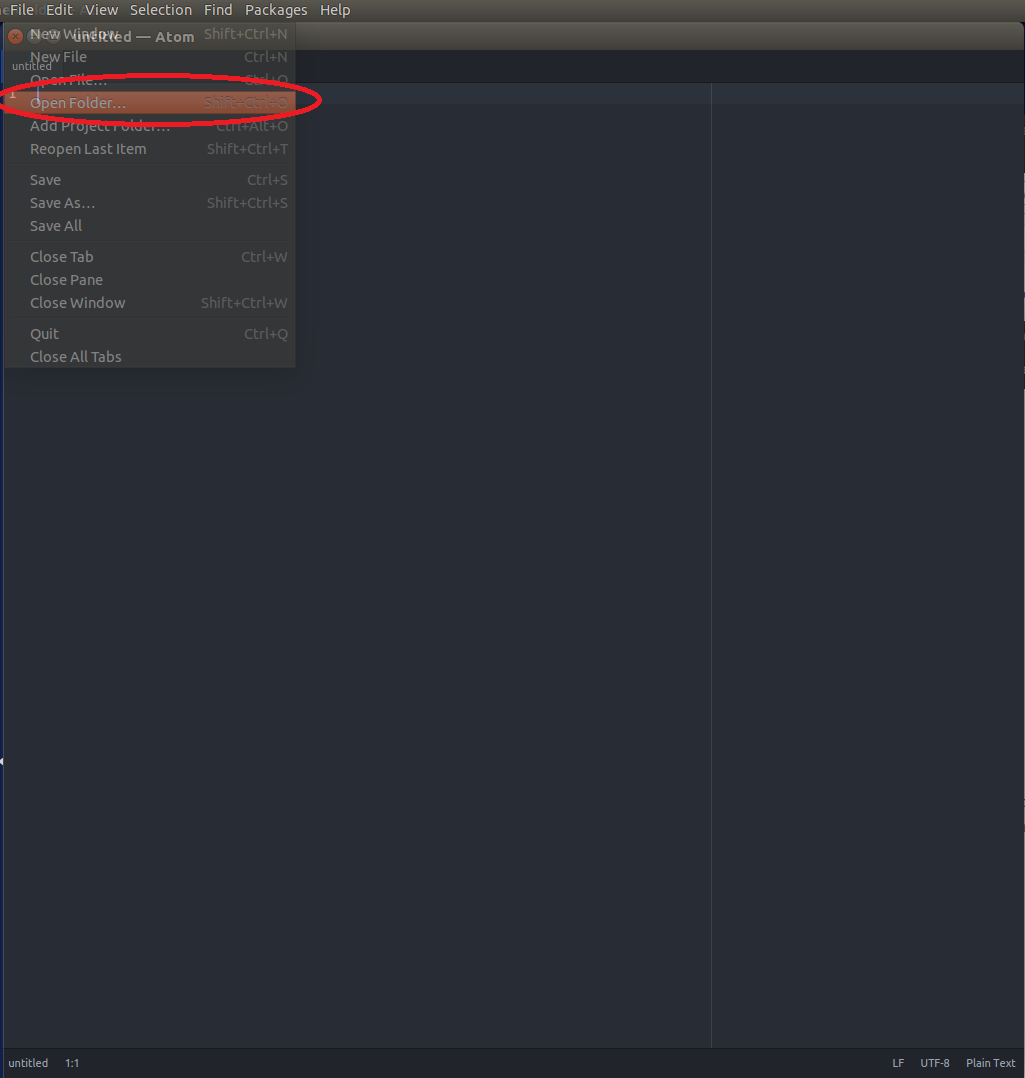 File Edit View Selection Find Packages Help
untitled — Atom
New Window Shift+Ctrl+N
New File Ctrl+N
untitled
Open File… Ctrl+O
1
Open Folder… Shift+Ctrl+O
Add Project Folder… Ctrl+Alt+O
Reopen Last Item Shift+Ctrl+T
Save Ctrl+S
Save As… Shift+Ctrl+S
Save All
Close Tab Ctrl+W
Close Pane
Close Window Shift+Ctrl+W
Quit Ctrl+Q
Close All Tabs
untitled 1:1 LF UTF-8 Plain Text